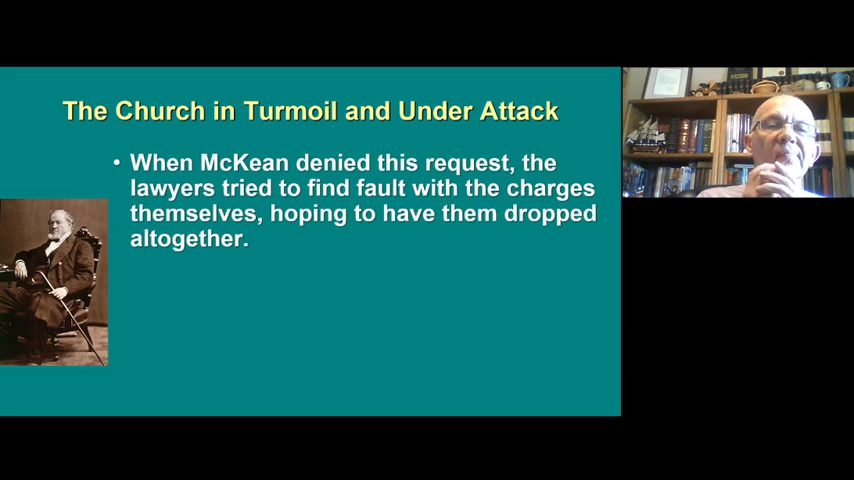 The Church in Turmoil and Under Attack
• When McKean denied this request, the
lawyers tried to find fault with the charges
themselves, hoping to have them dropped
altogether.